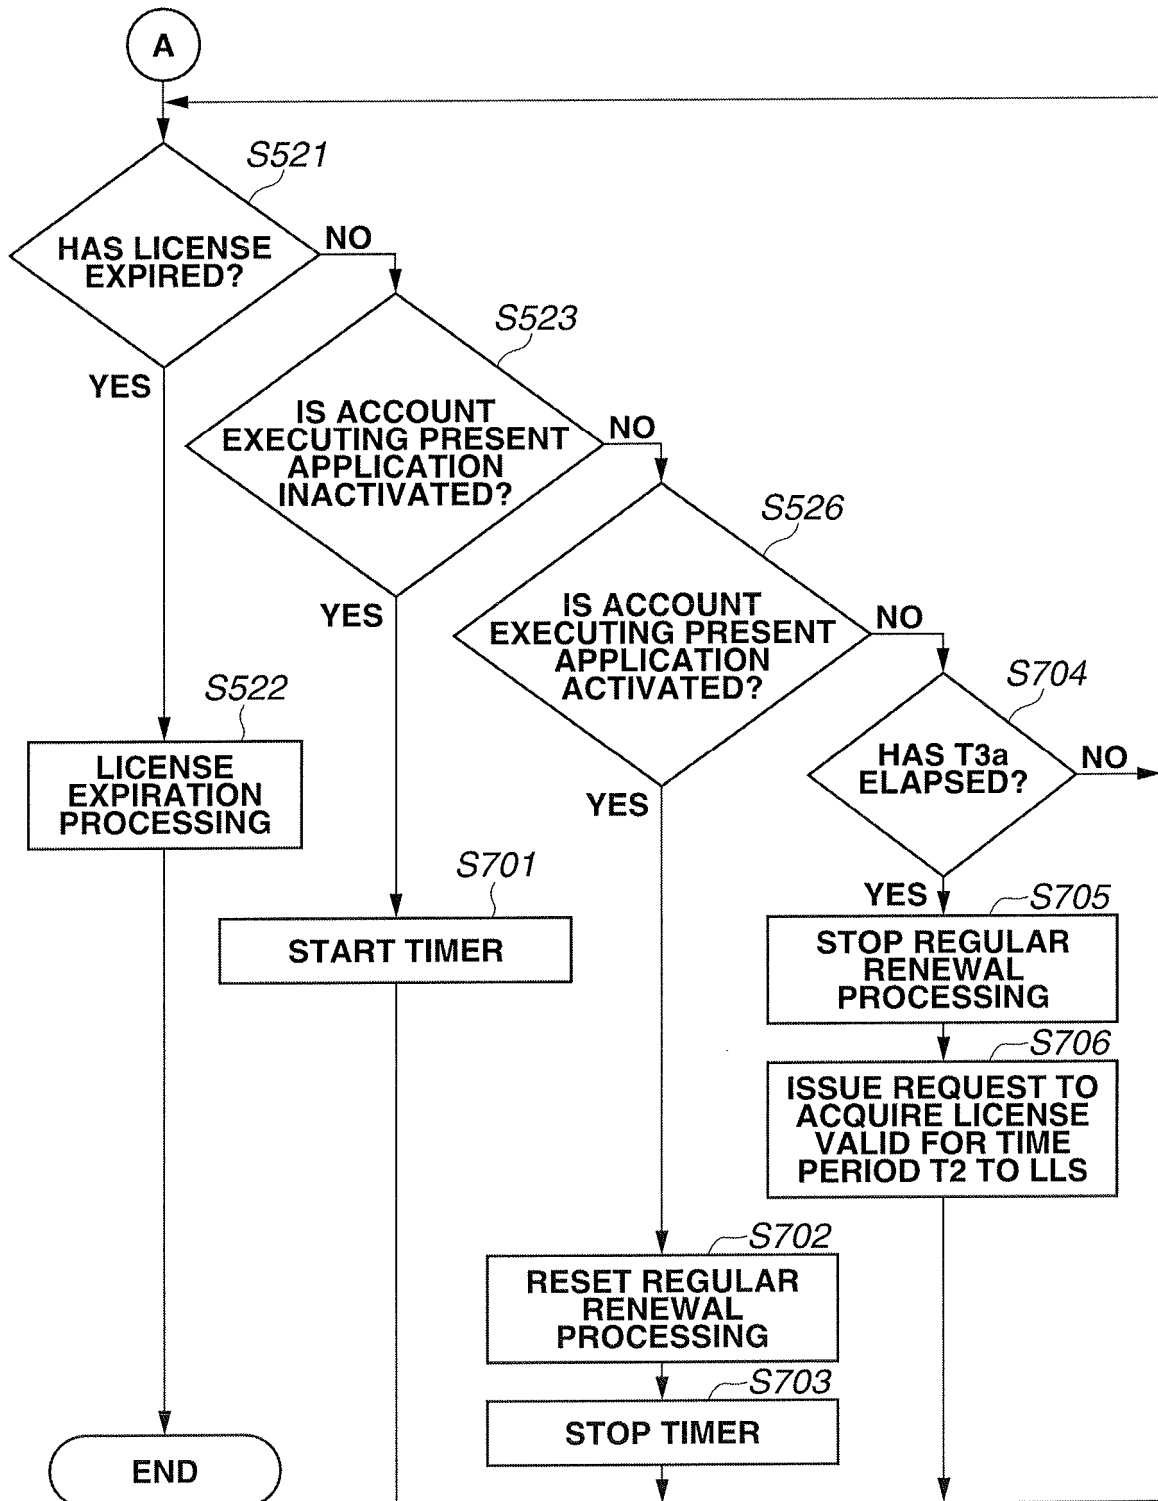 A
S521
HAS LICENSE
EXPIRED?
NO
YES
S523
IS ACCOUNT
EXECUTING PRESENT
APPLICATION
INACTIVATED?
NO
YES
S526
IS ACCOUNT
EXECUTING PRESENT
APPLICATION
ACTIVATED?
NO
YES
S704
HAS T3a
ELAPSED?
NO
YES
S522
LICENSE
EXPIRATION
PROCESSING
S701
START TIMER
S705
STOP REGULAR
RENEWAL
PROCESSING
S706
ISSUE REQUEST TO
ACQUIRE LICENSE
VALID FOR TIME
PERIOD T2 TO LLS
S702
RESET REGULAR
RENEWAL
PROCESSING
S703
STOP TIMER
END